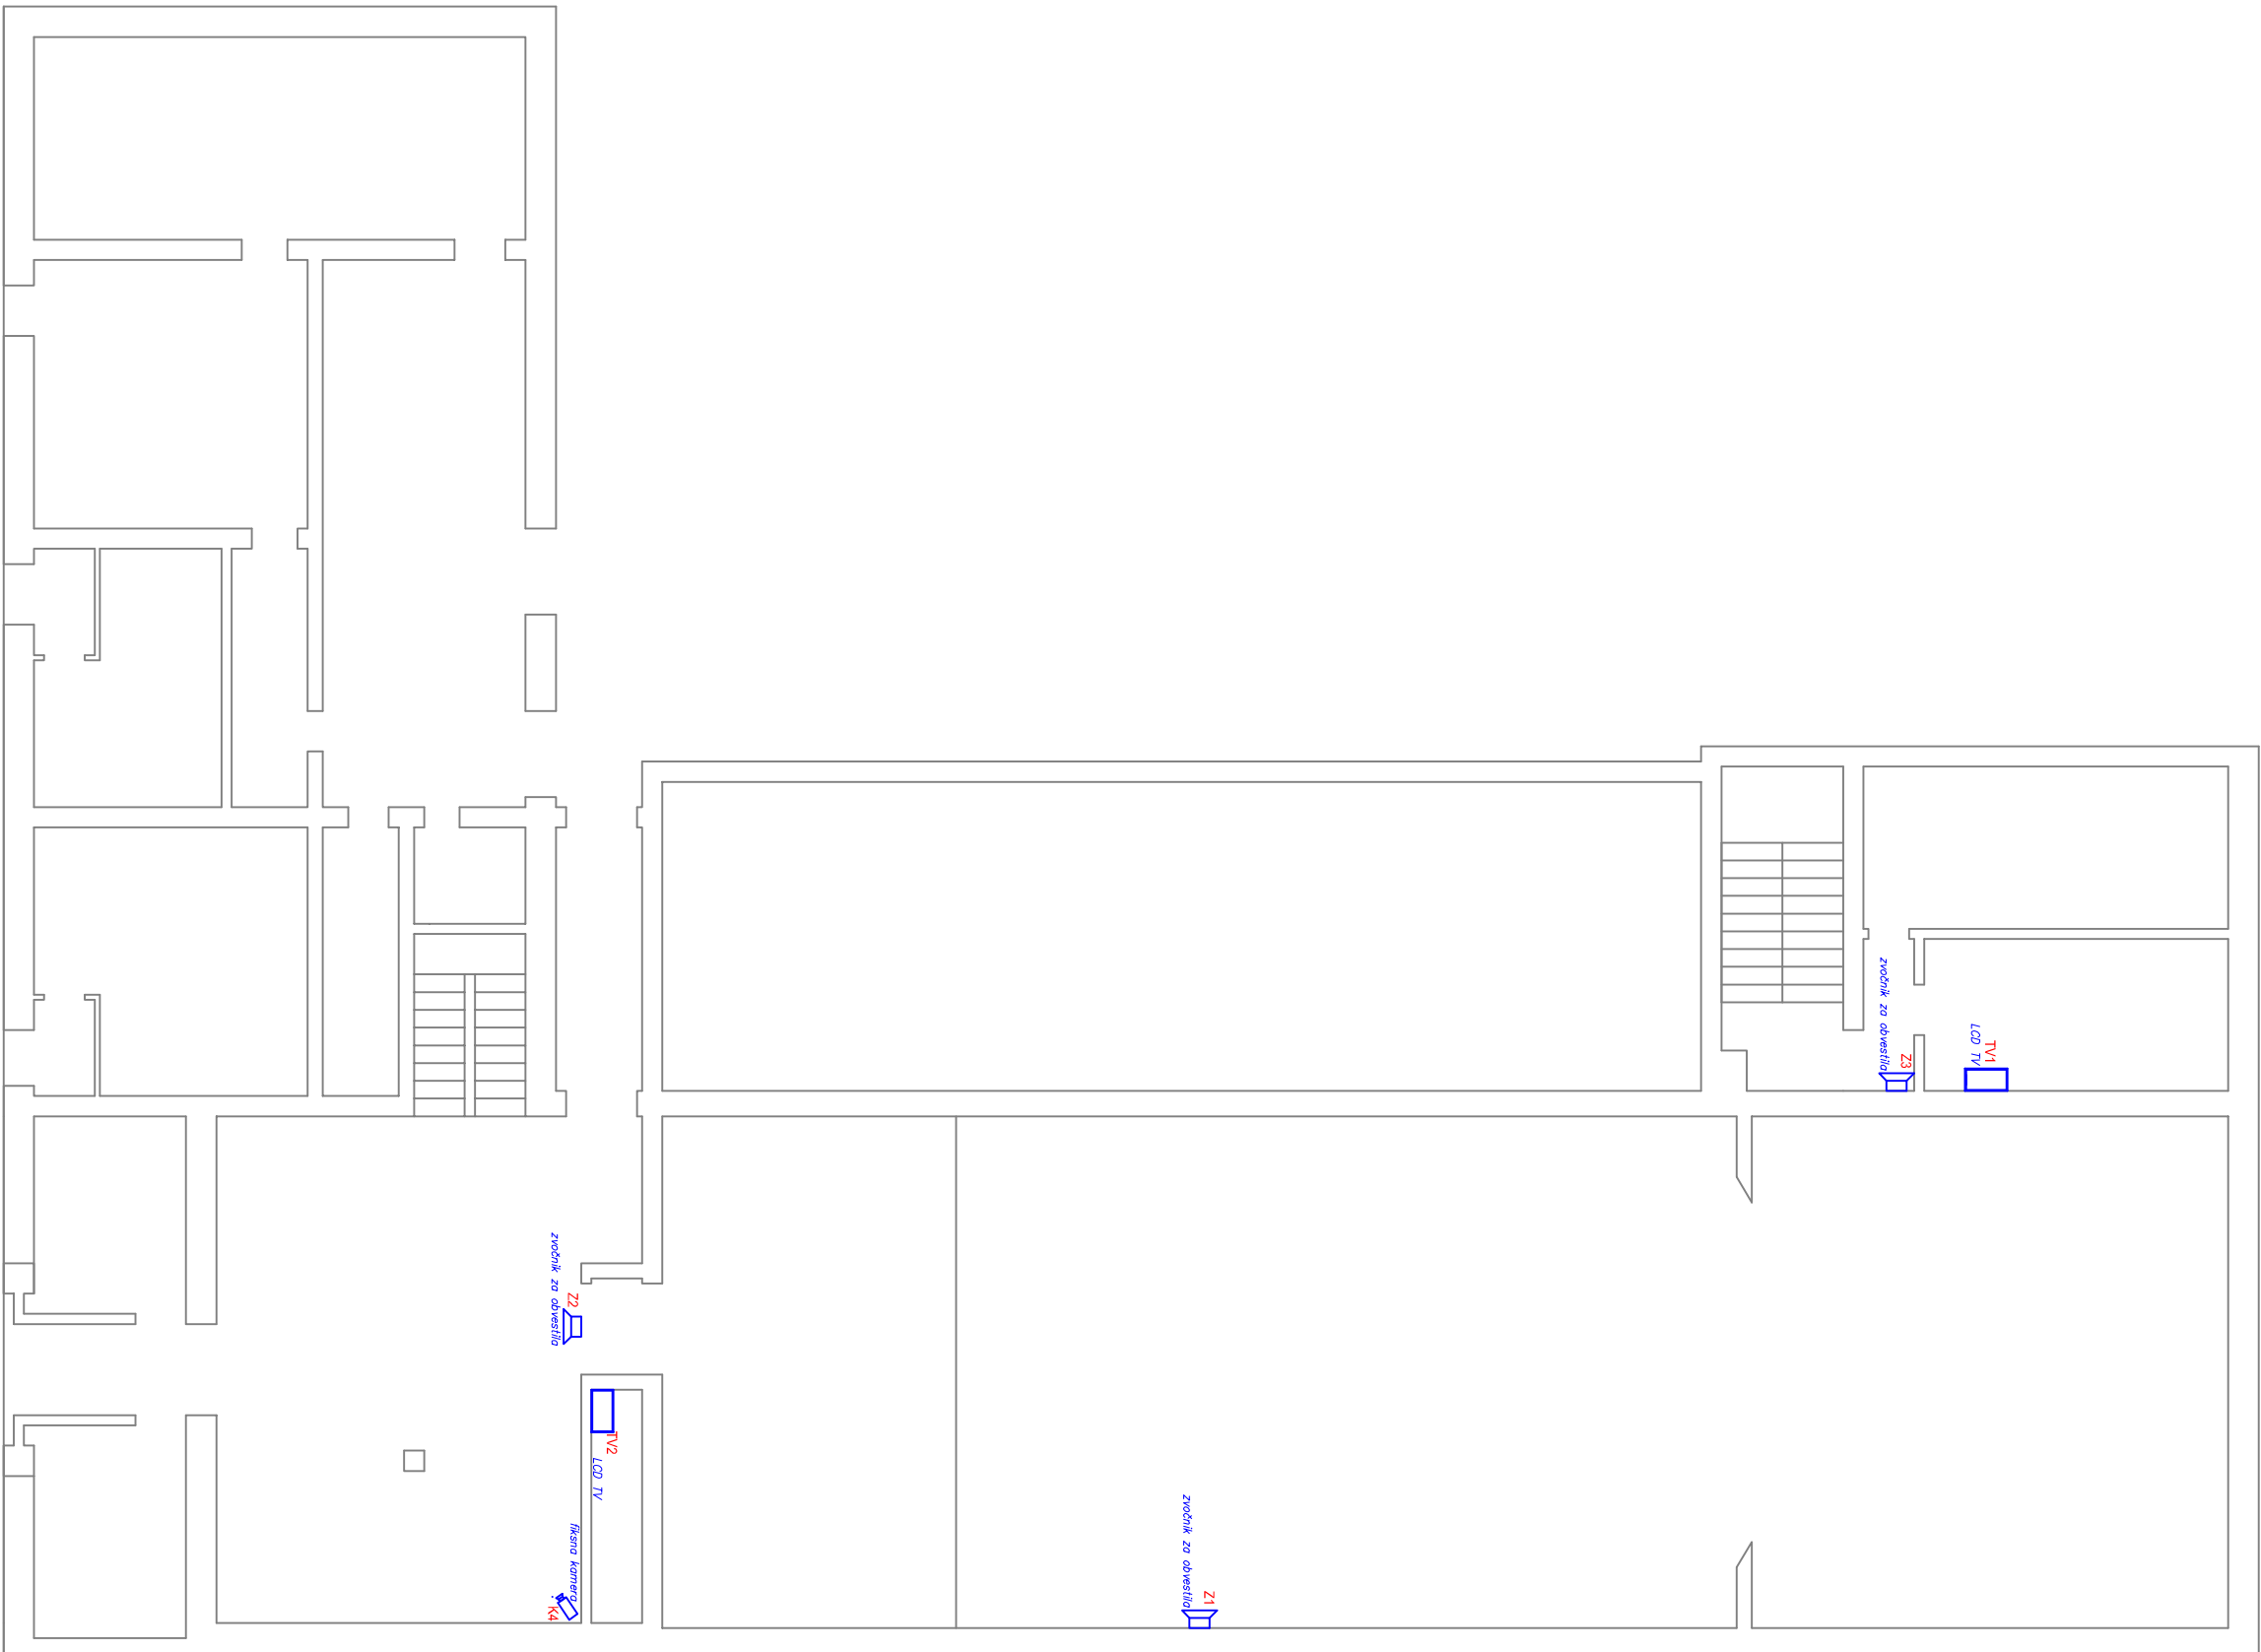 zvočnik za obvestila
Z3
LCD TV
TV1
zvočnik za obvestila
Z2
TV2
LCD TV
fiksna kamera
K4
zvočnik za obvestila
Z1